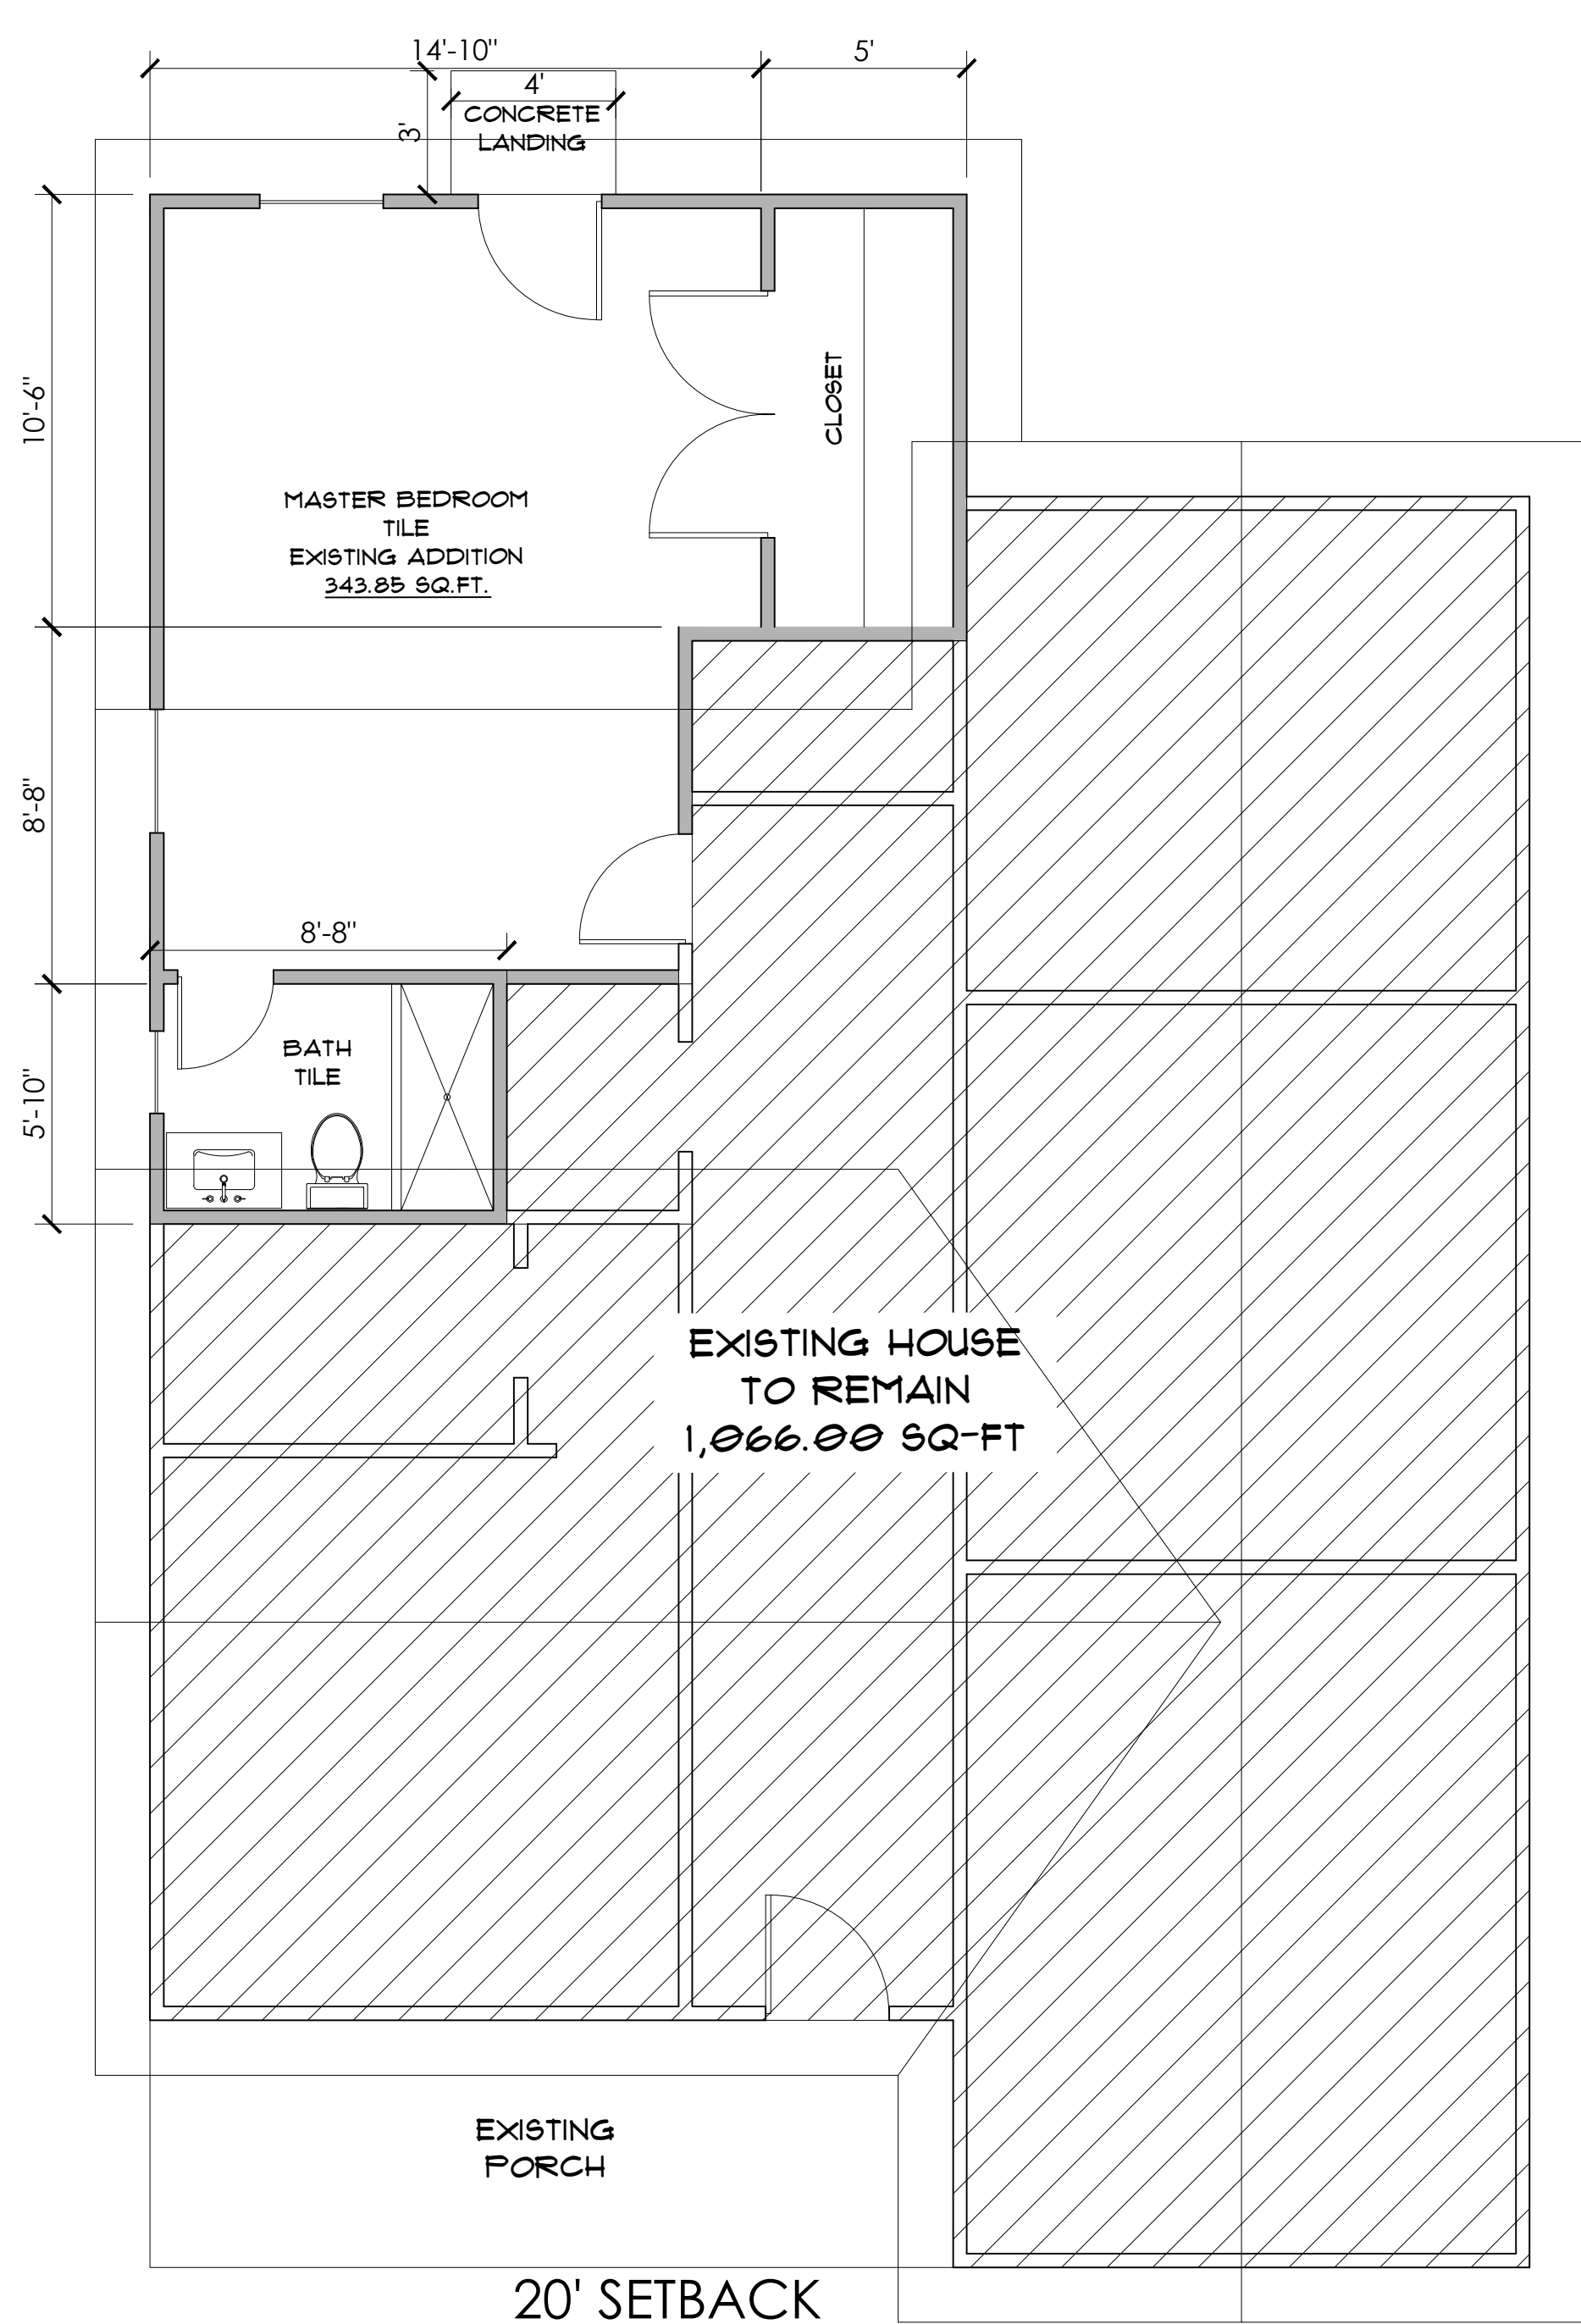 14'-10"
5'
4'
3'
CONCRETE
LANDING
10'-6"
CLOSET
MASTER BEDROOM
TILE
EXISTING ADDITION
343.85 SQ.FT.
8'-8"
8'-8"
BATH
TILE
5'-10"
EXISTING HOUSE
TO REMAIN
1,066.00 SQ-FT
EXISTING
PORCH
20' SETBACK